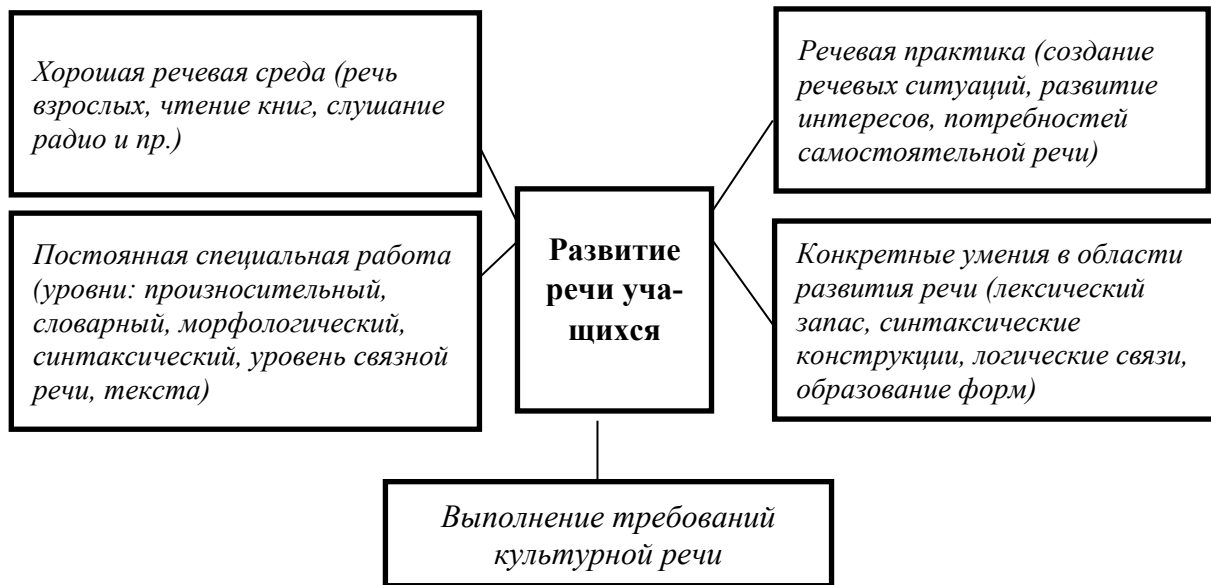 Хорошая речевая среда (речь
взрослых, чтение книг, слушание
радио и пр.)
Речевая практика (создание
речевых ситуаций, развитие
интересов, потребностей
самостоятельной речи)
Постоянная специальная работа
(уровни: произносительный,
словарный, морфологический,
синтаксический, уровень связной
речи, текста)
Развитие
речи уча-
щихся
Конкретные умения в области
развития речи (лексический
запас, синтаксические
конструкции, логические связи,
образование форм)
Выполнение требований
культурной речи